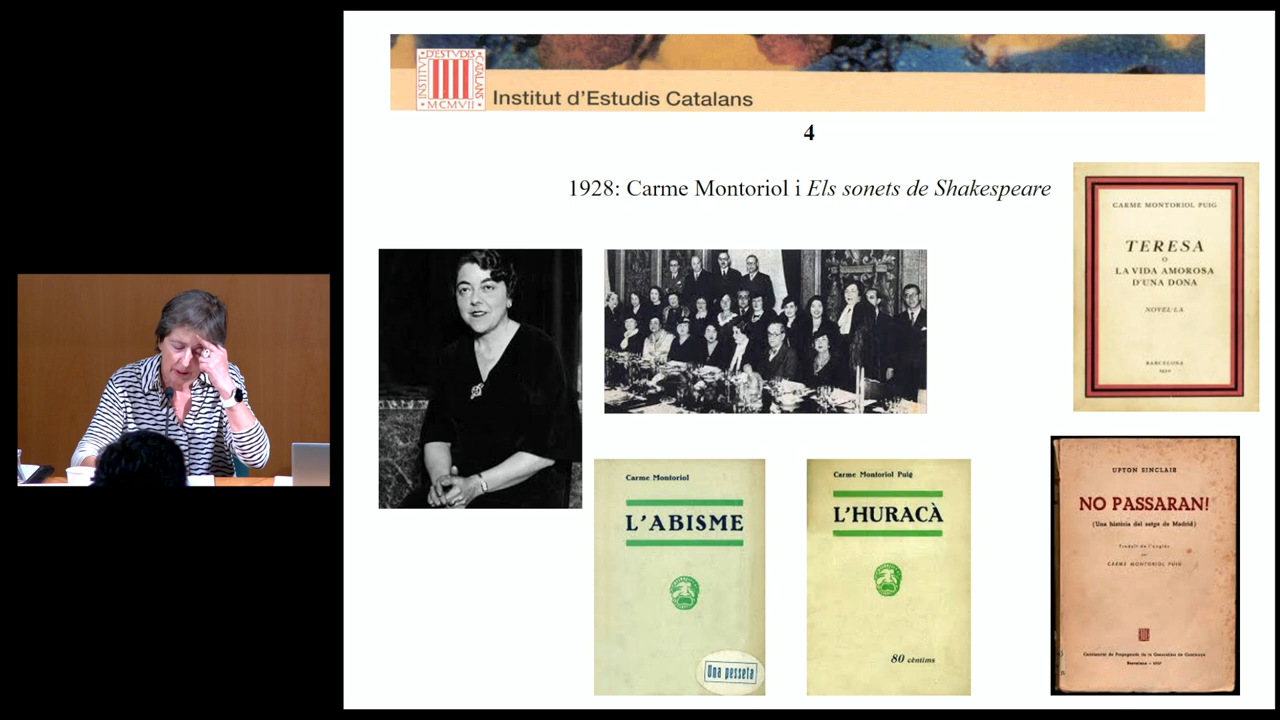 INSTITVT
D'ESTVDIS
CATALANS
MCMVII
Institut d'Estudis Catalans
4
1928: Carme Montoriol i Els sonets de Shakespeare
CARME MONTORIOL PUIG
TERESA
O
LA VIDA AMOROSA
D'UNA DONA
NOVEL·LA
BARCELONA
Carme Montoriol
L'ABISME
Una pesseta
Carme Montoriol Puig
L'HURACÀ
80 cèntims
UPTON SINCLAIR
NO PASSARAN!
(Una història del setge de Madrid)
Traduït de l'anglès
per
CARME MONTORIOL PUIG
Comissariat de Propaganda de la Generalitat de Catalunya
Barcelona - 1937